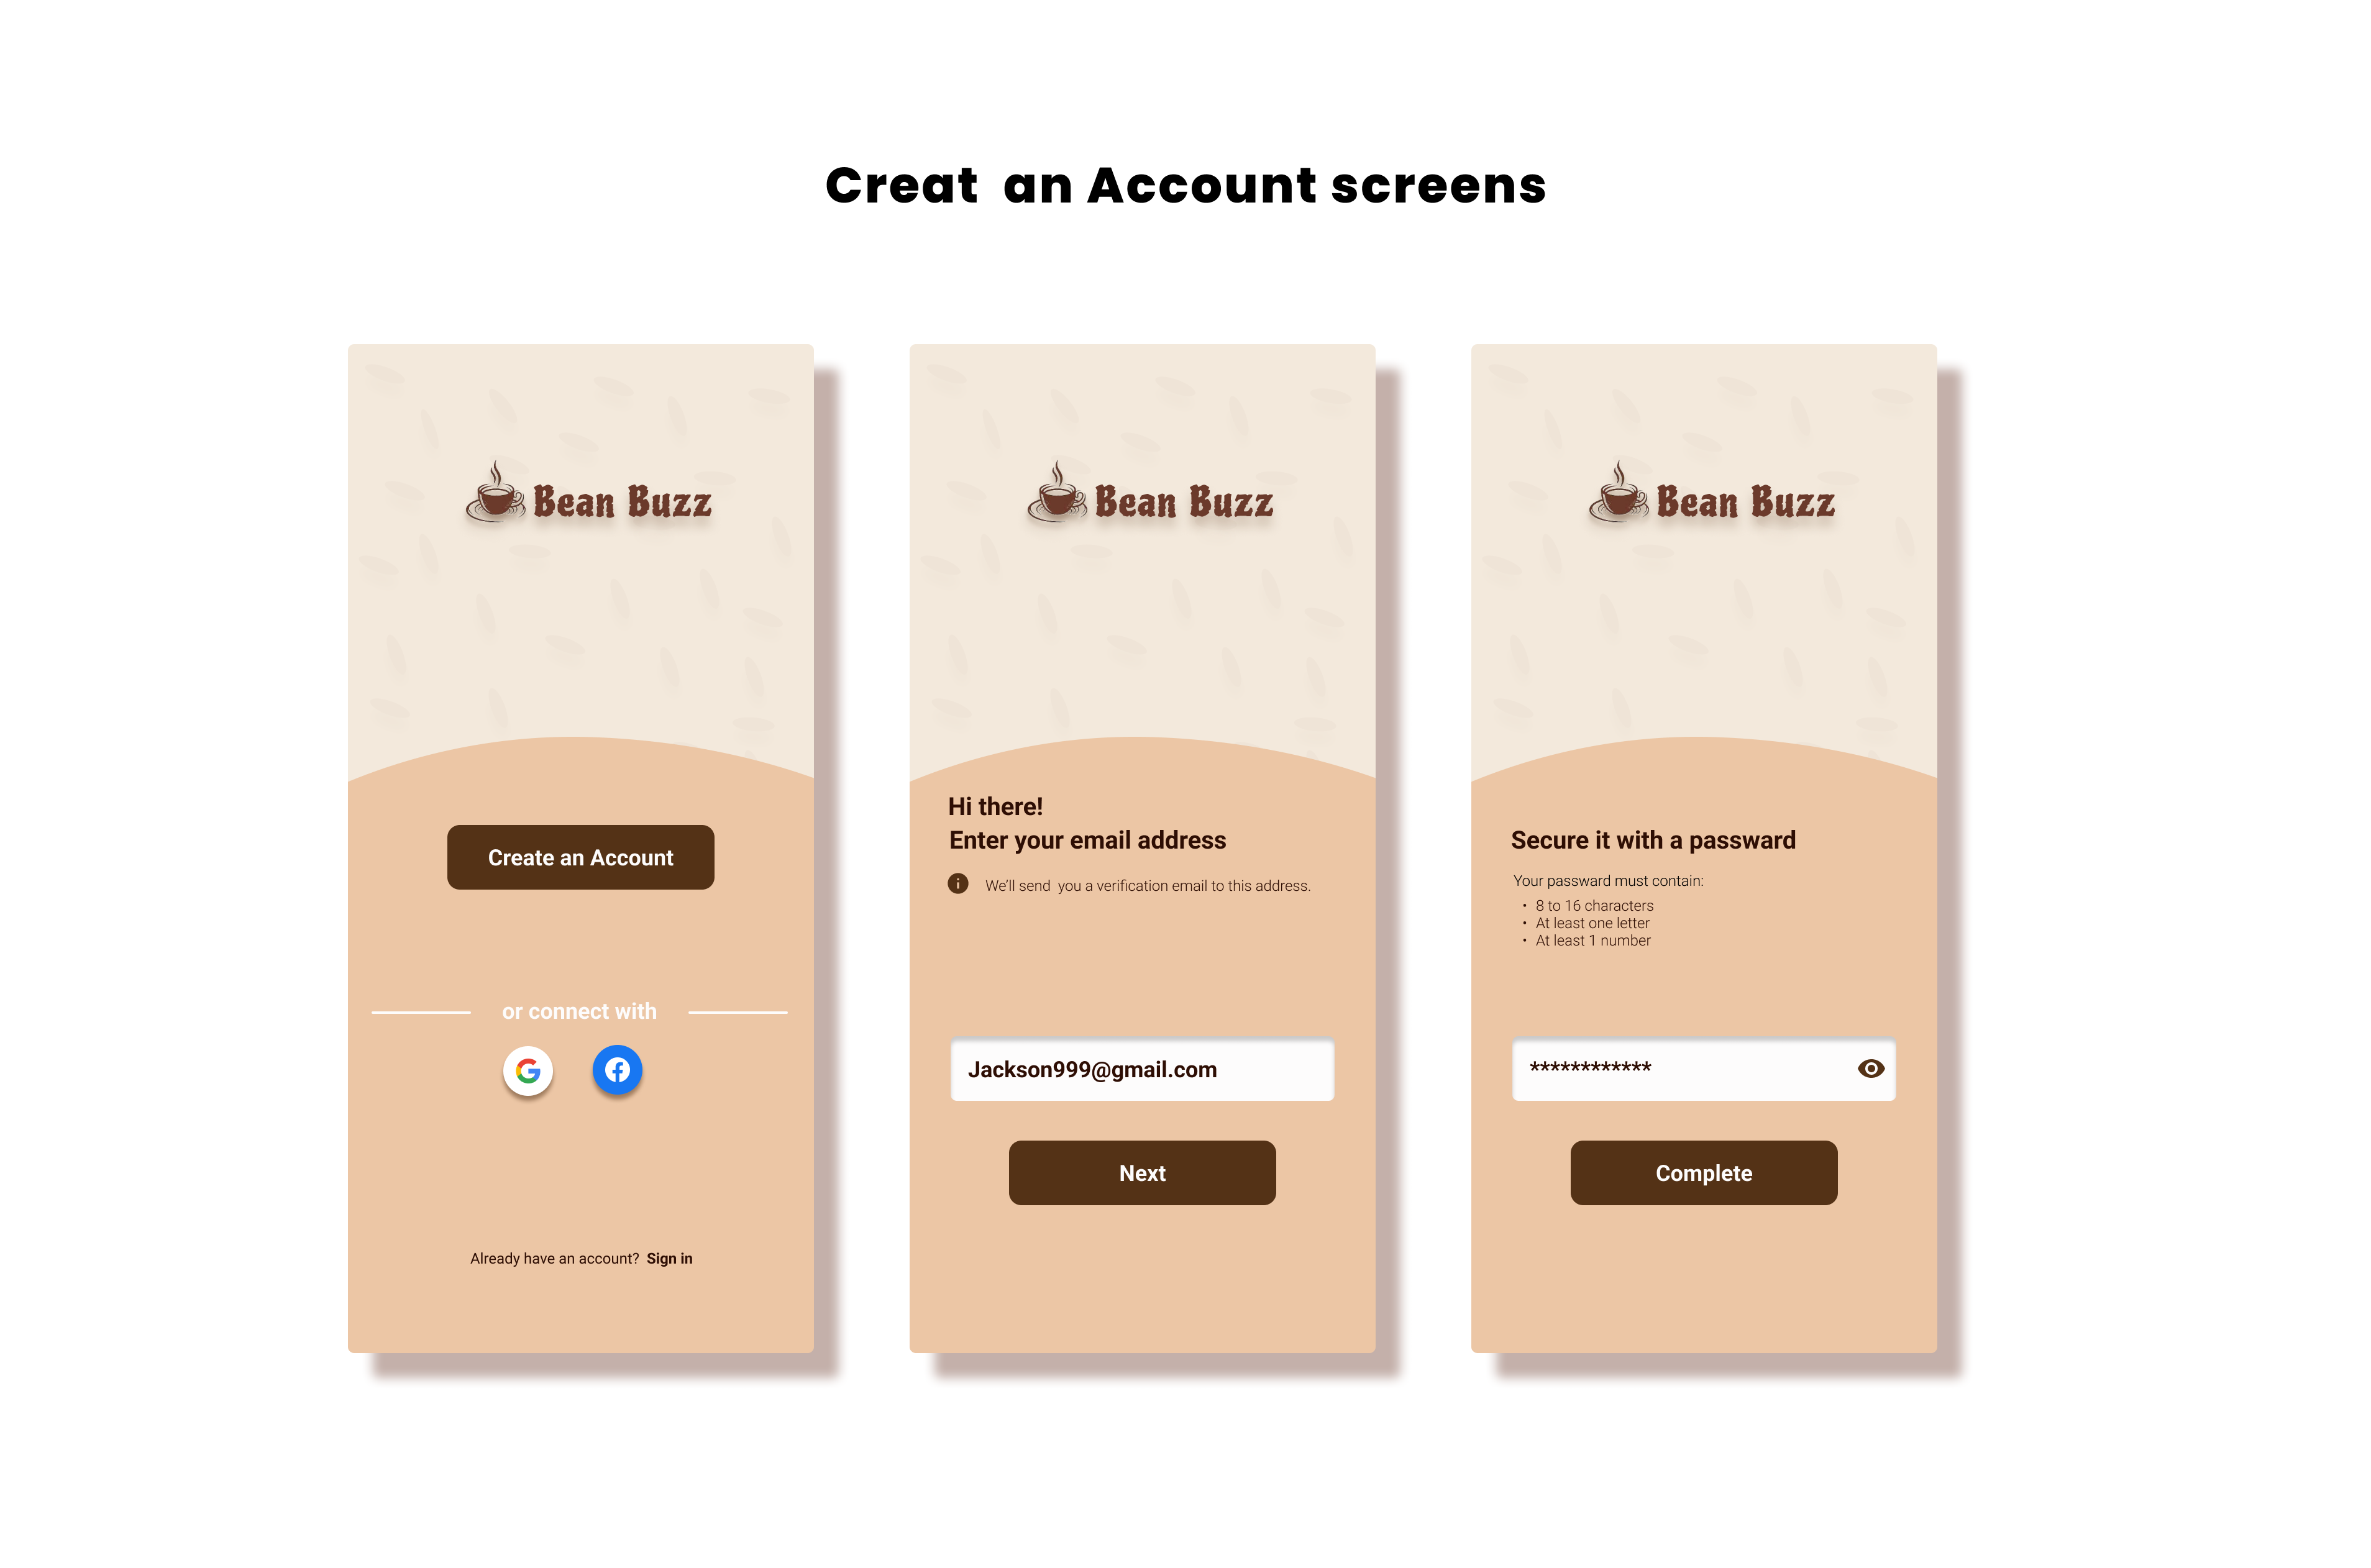 Creat  an Account screens
Bean Buzz
Create an Account
or connect with
Already have an account?  Sign in
Bean Buzz
Hi there!
Enter your email address
We'll send  you a verification email to this address.
Jackson999@gmail.com
Next
Bean Buzz
Secure it with a passward
Your passward must contain:
• 8 to 16 characters
• At least one letter
• At least 1 number
************
Complete